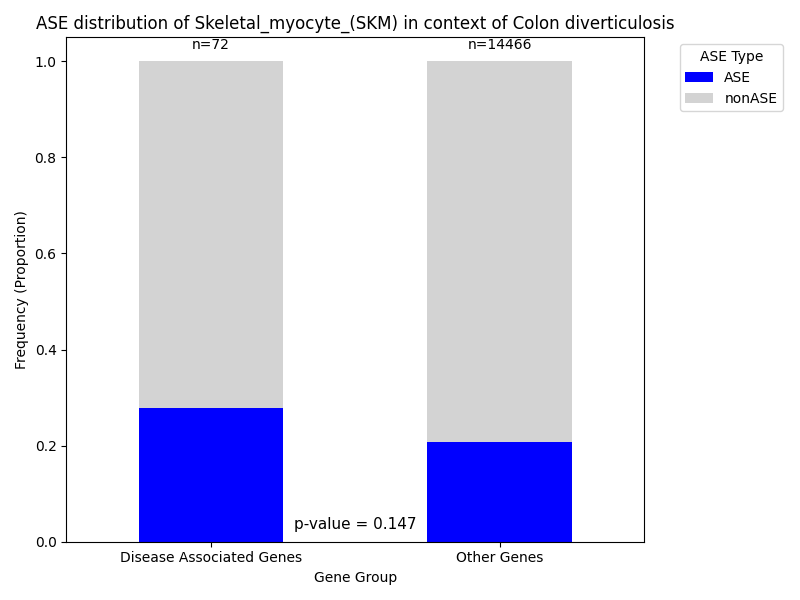 ASE distribution of Skeletal_myocyte_(SKM) in context of Colon diverticulosis
n=72
n=14466
ASE Type
ASE
nonASE
Frequency (Proportion)
1.0
0.8
0.6
0.4
0.2
0.0
p-value = 0.147
Disease Associated Genes
Other Genes
Gene Group